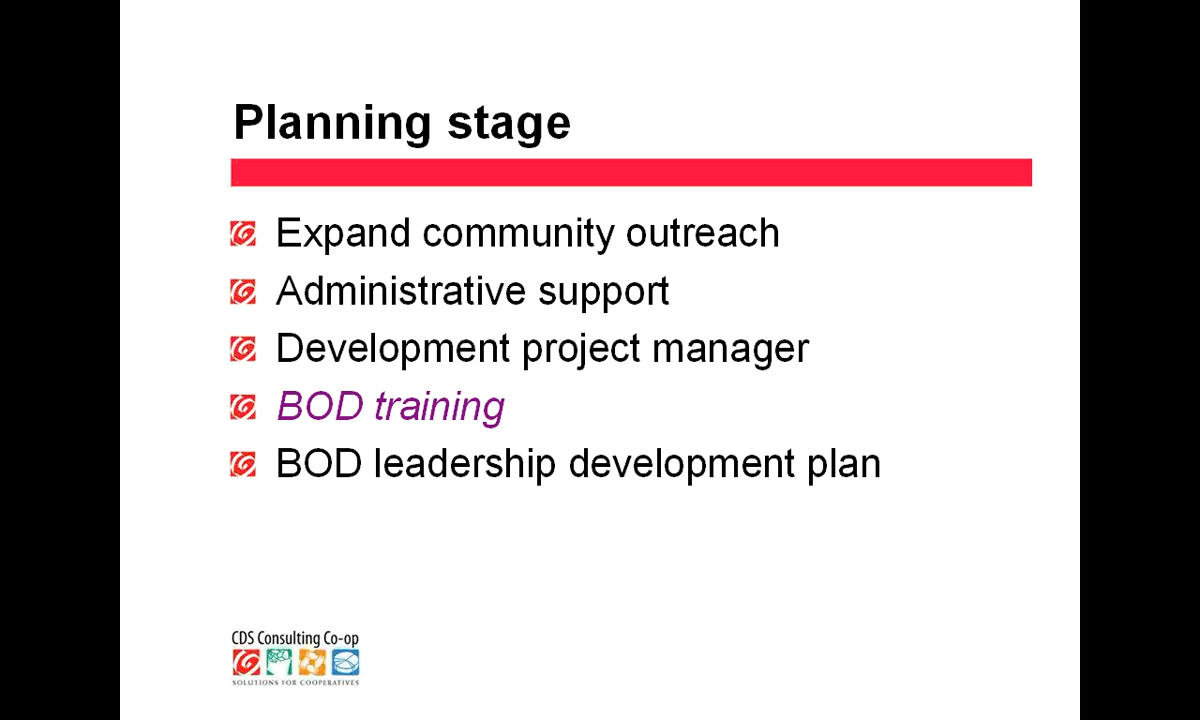 Planning stage
Expand community outreach
Administrative support
Development project manager
BOD training
BOD leadership development plan
CDS Consulting Co-op
SOLUTIONS FOR COOPERATIVES